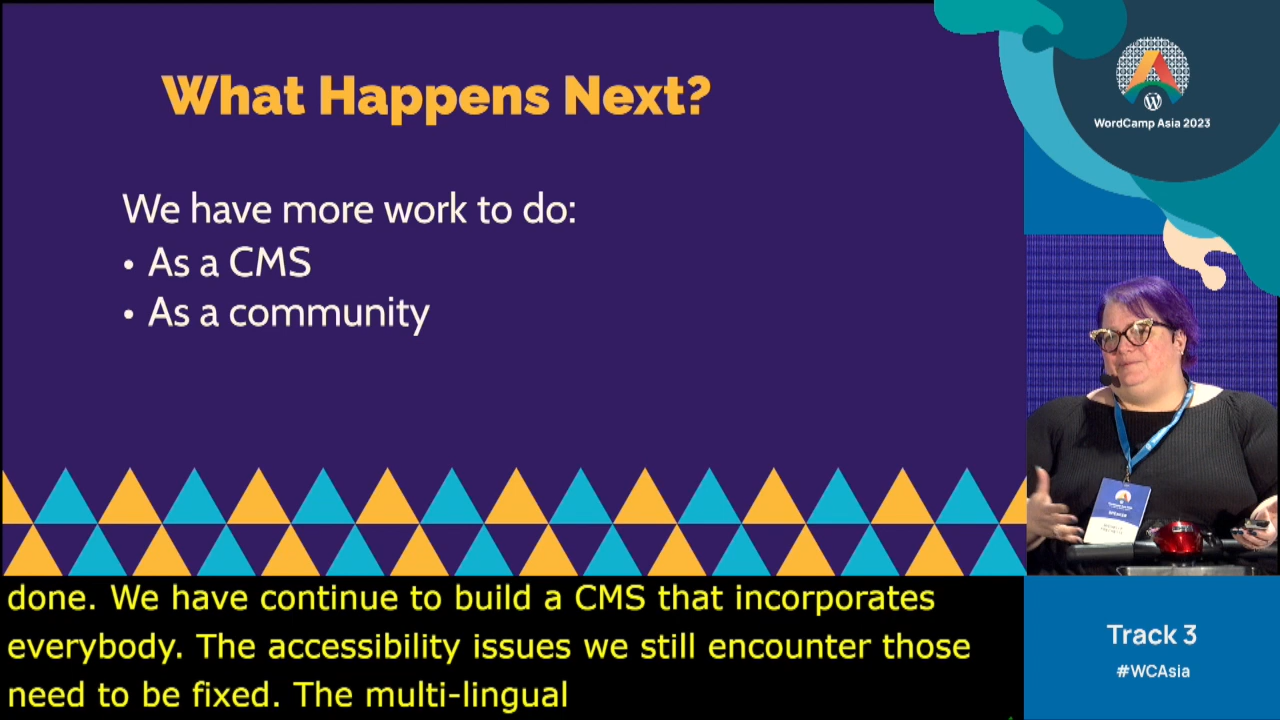 What Happens Next?
We have more work to do:
• As a CMS
• As a community
WordCamp Asia 2023
SPEAKER
done. We have continue to build a CMS that incorporates
everybody. The accessibility issues we still encounter those
need to be fixed. The multi-lingual
Track 3
#WCAsia